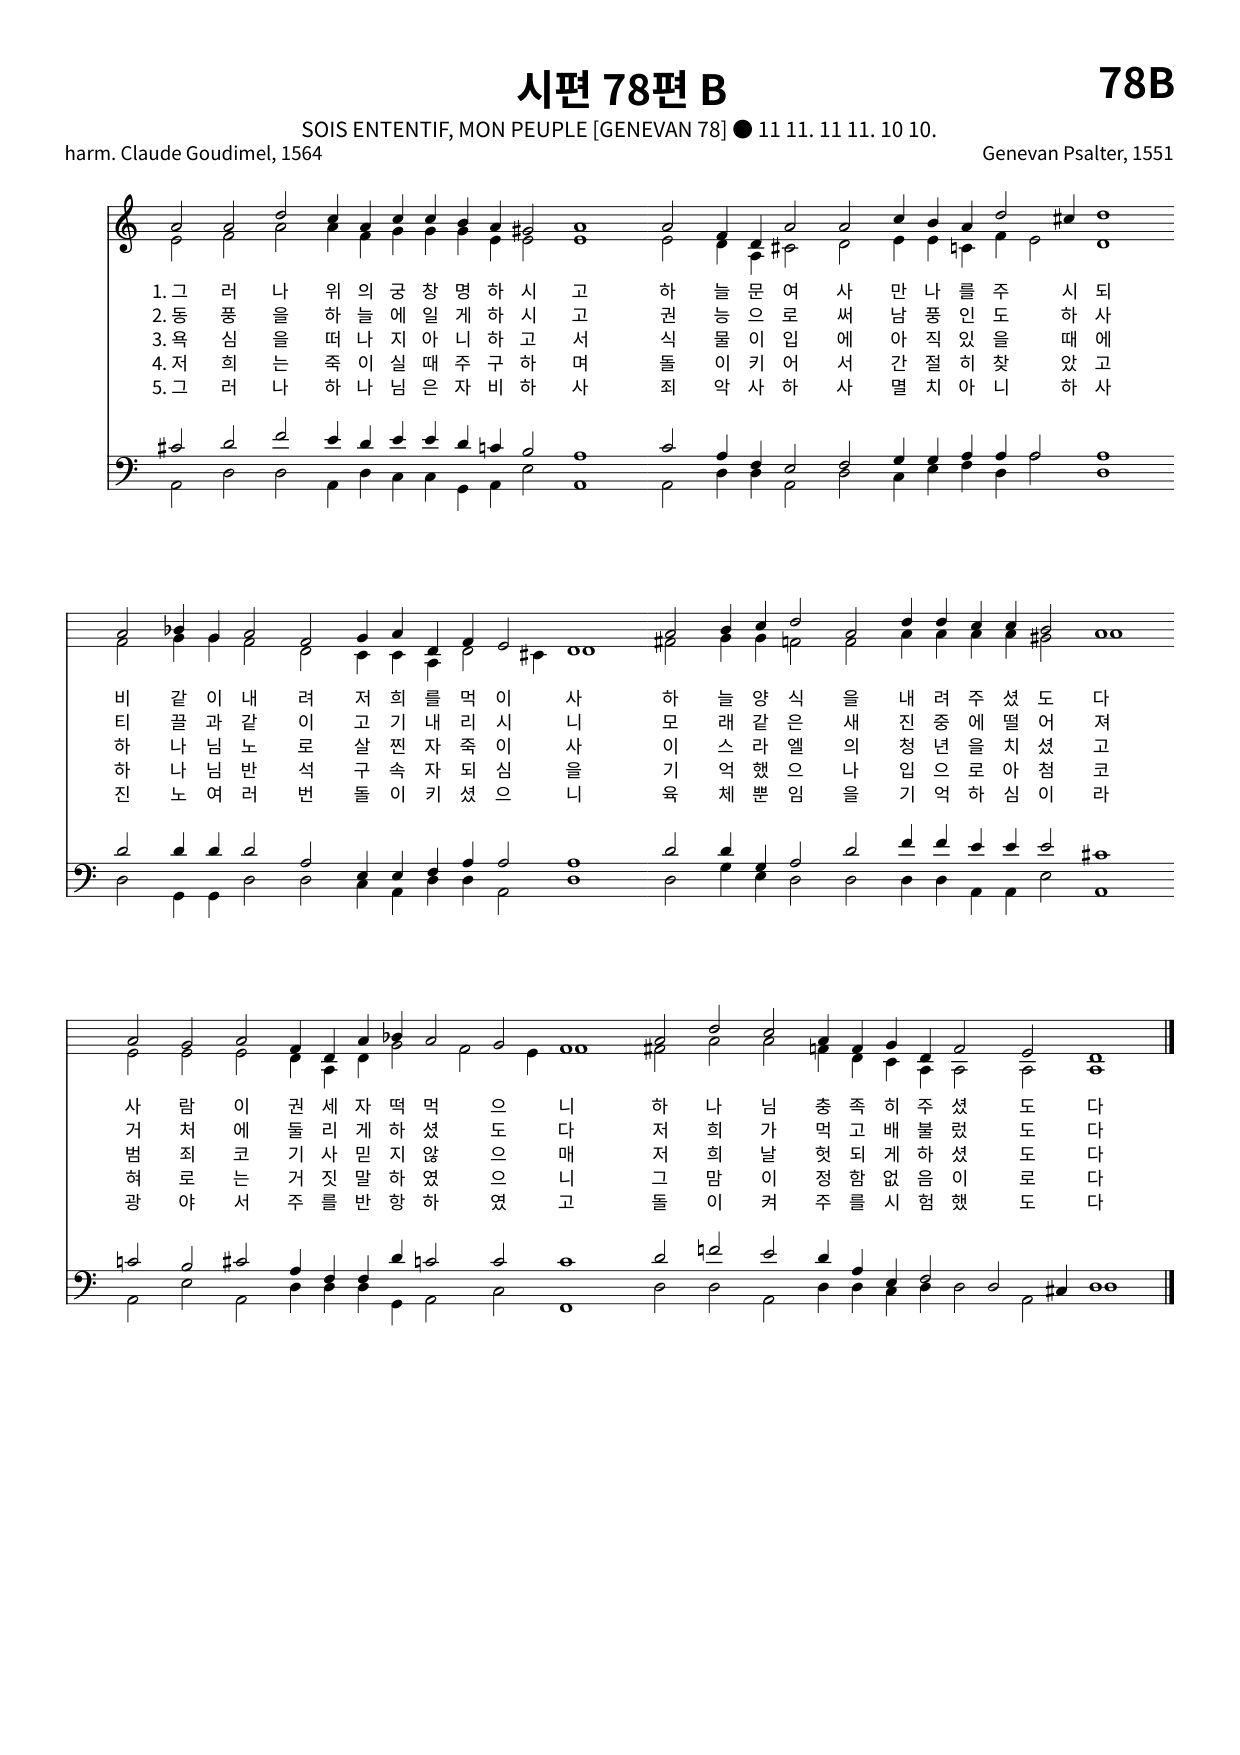 시편 78편 B
78B
SOIS ENTENTIF, MON PEUPLE [GENEVAN 78] ● 11 11. 11 11. 10 10.
harm. Claude Goudimel, 1564
Genevan Psalter, 1551
1. 그 러 나 위 의 궁 창 명 하 시 고 하 늘 문 여 사 만 나 를 주 시 되
2. 동 풍 을 하 늘 에 일 게 하 시 고 권 능 으 로 써 남 풍 인 도 하 사
3. 욕 심 을 떠 나 지 아 니 하 고 서 식 물 이 입 에 아 직 있 을 때 에
4. 저 희 는 죽 이 실 때 주 구 하 며 돌 이 키 어 서 간 절 히 찾 았 고
5. 그 러 나 하 나 님 은 자 비 하 사 죄 악 사 하 사 멸 치 아 니 하 사
비 같 이 내 려 저 희 를 먹 이 사 하 늘 양 식 을 내 려 주 셨 도 다
티 끌 과 같 이 고 기 내 리 시 니 모 래 같 은 새 진 중 에 떨 어 져
하 나 님 노 로 살 찐 자 죽 이 사 이 스 라 엘 의 청 년 을 치 셨 고
하 나 님 반 석 구 속 자 되 심 을 기 억 했 으 나 입 으 로 아 첨 코
진 노 여 러 번 돌 이 키 셨 으 니 육 체 뿐 임 을 기 억 하 심 이 라
사 람 이 권 세 자 떡 먹 으 니 하 나 님 충 족 히 주 셨 도 다
거 처 에 둘 리 게 하 셨 도 다 저 희 가 먹 고 배 불 렀 도 다
범 죄 코 기 사 믿 지 않 으 매 저 희 날 헛 되 게 하 셨 도 다
혀 로 는 거 짓 말 하 였 으 니 그 맘 이 정 함 없 음 이 로 다
광 야 서 주 를 반 항 하 였 고 돌 이 켜 주 를 시 험 했 도 다